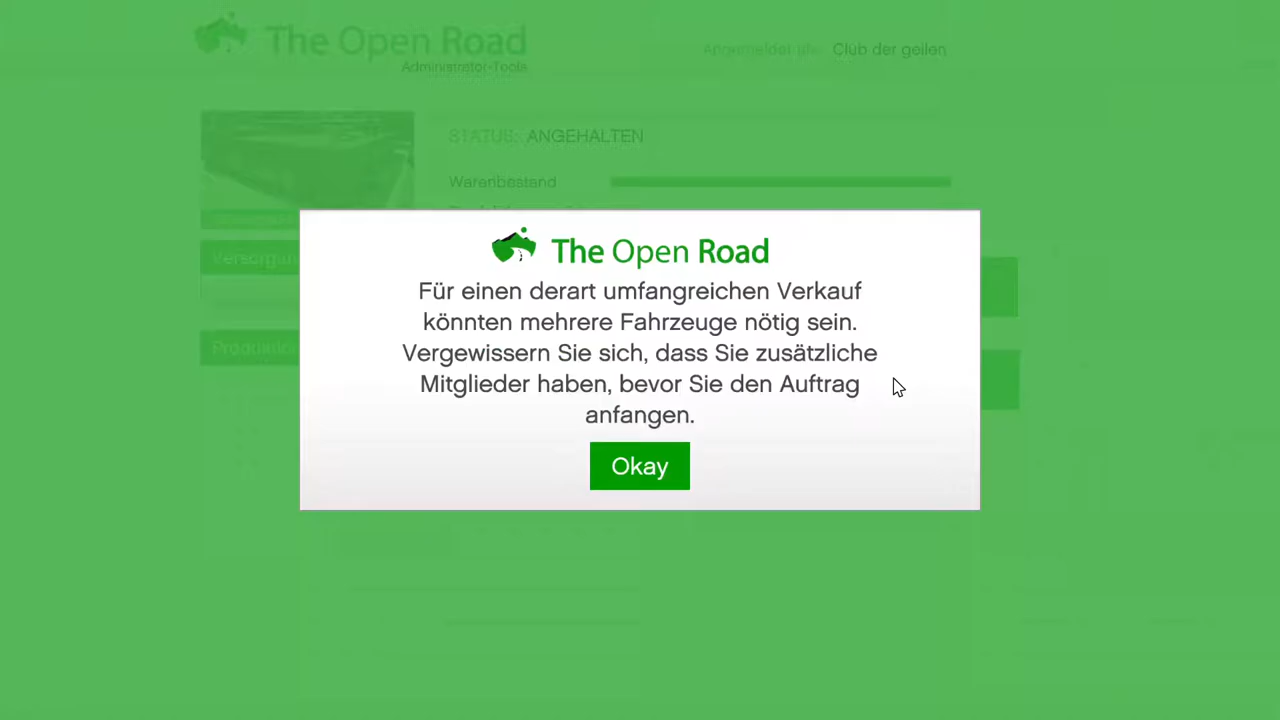 The Open Road
Administrator-Tools
Angemeldet als: Club der geilen
STATUS: ANGEHALTEN
Warenbestand
The Open Road
Für einen derart umfangreichen Verkauf
könnten mehrere Fahrzeuge nötig sein.
Vergewissern Sie sich, dass Sie zusätzliche
Mitglieder haben, bevor Sie den Auftrag
anfangen.
Okay